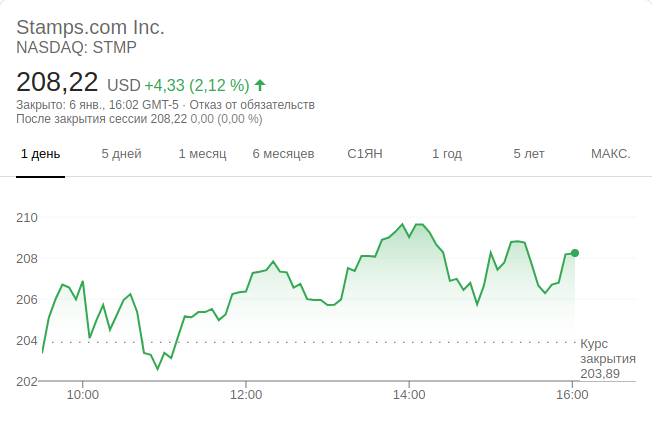 Stamps.com Inc.
NASDAQ: STMP
208,22 USD +4,33 (2,12 %)
Закрыто: 6 янв., 16:02 GMT-5 · Отказ от обязательств
После закрытия сессии 208,22 0,00 (0,00 %)
1 день 5 дней 1 месяц 6 месяцев С1ЯН 1 год 5 лет МАКС.
210
208
206
204
Курс
закрытия
203,89
202
10:00 12:00 14:00 16:00